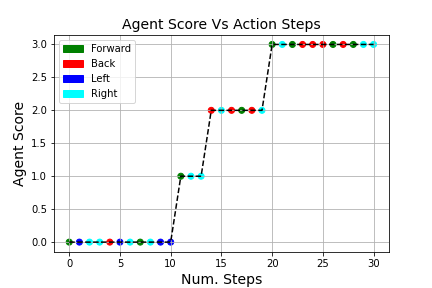 Agent Score Vs Action Steps
Forward
Back
Left
Right
Agent Score
3.0
2.5
2.0
1.5
1.0
0.5
0.0
0 5 10 15 20 25 30
Num. Steps